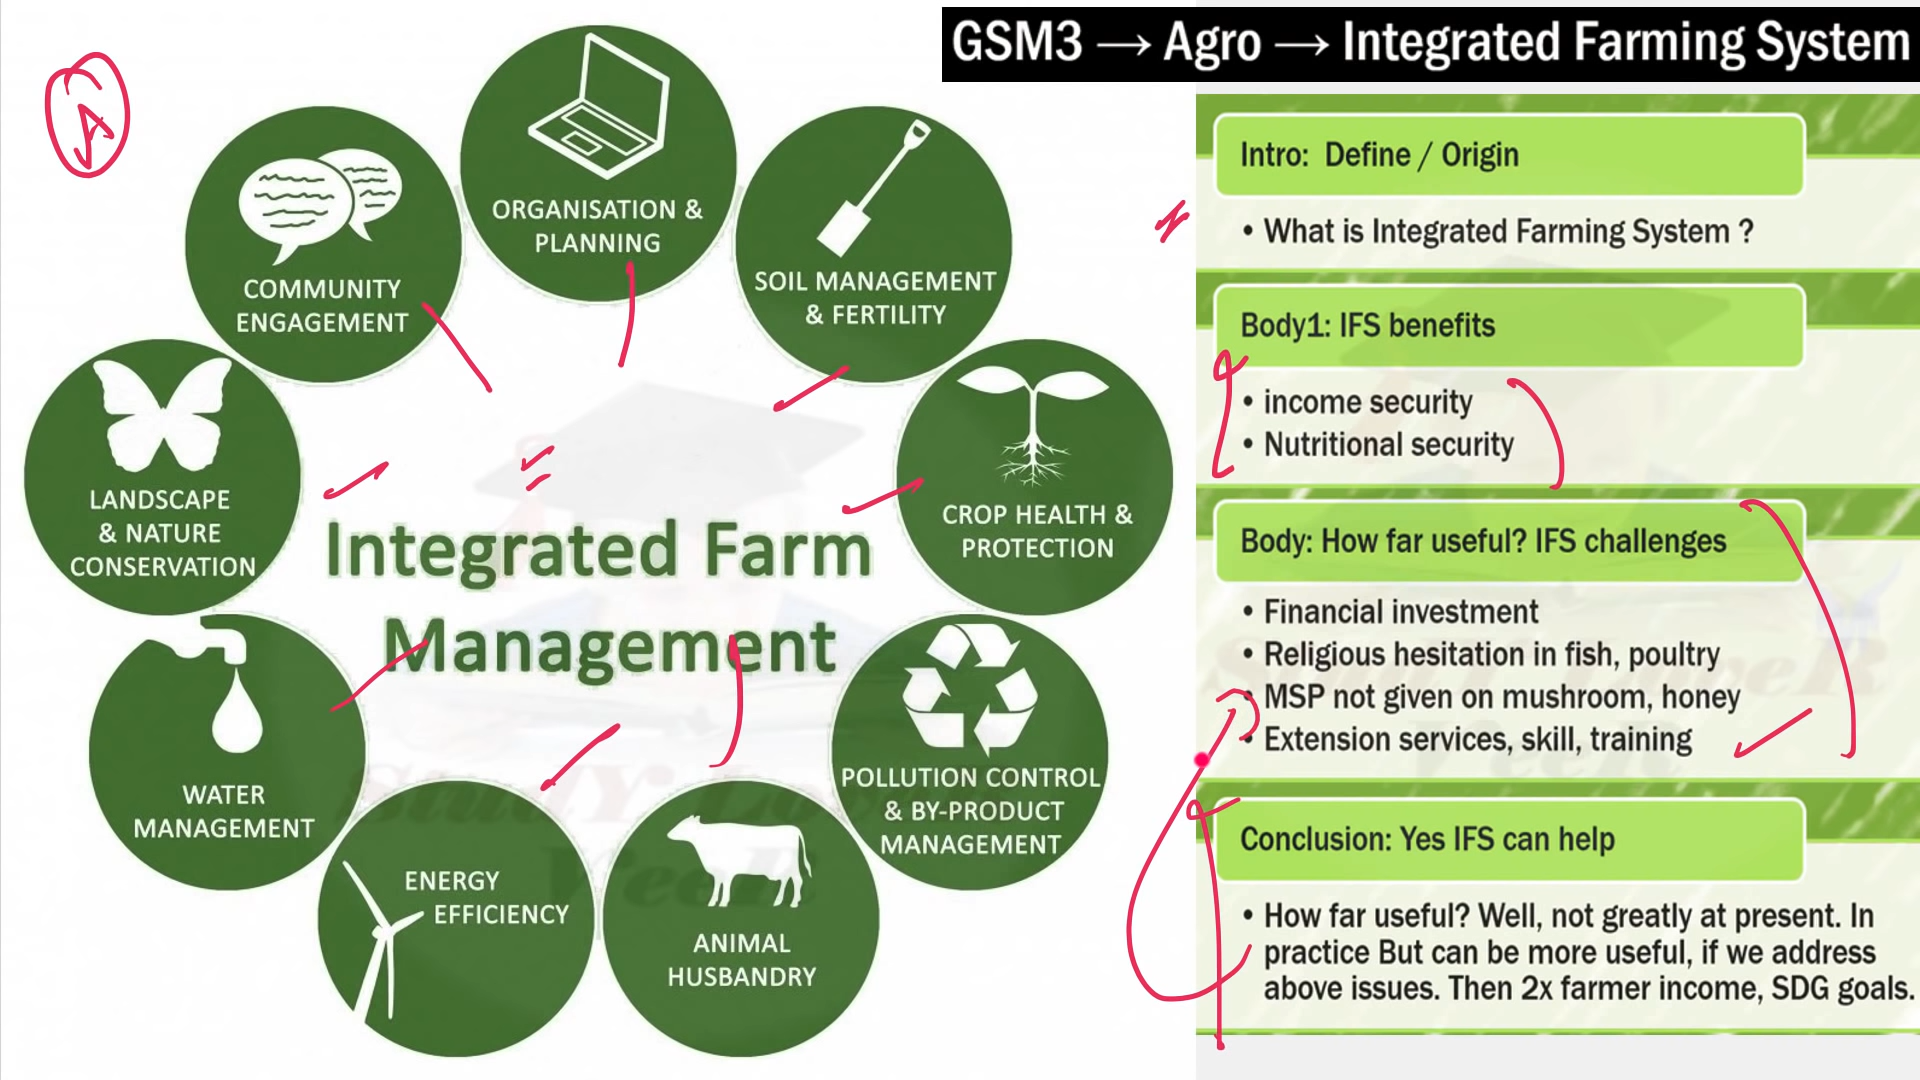 GSM3 → Agro → Integrated Farming System
A
ORGANISATION &
PLANNING
COMMUNITY
ENGAGEMENT
SOIL MANAGEMENT
& FERTILITY
LANDSCAPE
& NATURE
CONSERVATION
CROP HEALTH &
PROTECTION
Integrated Farm
Management
WATER
MANAGEMENT
POLLUTION CONTROL
& BY-PRODUCT
MANAGEMENT
ENERGY
EFFICIENCY
ANIMAL
HUSBANDRY
Intro: Define / Origin
• What is Integrated Farming System ?
Body1: IFS benefits
• income security
• Nutritional security
Body: How far useful? IFS challenges
• Financial investment
• Religious hesitation in fish, poultry
• MSP not given on mushroom, honey
• Extension services, skill, training
Conclusion: Yes IFS can help
• How far useful? Well, not greatly at present. In
practice But can be more useful, if we address
above issues. Then 2x farmer income, SDG goals.